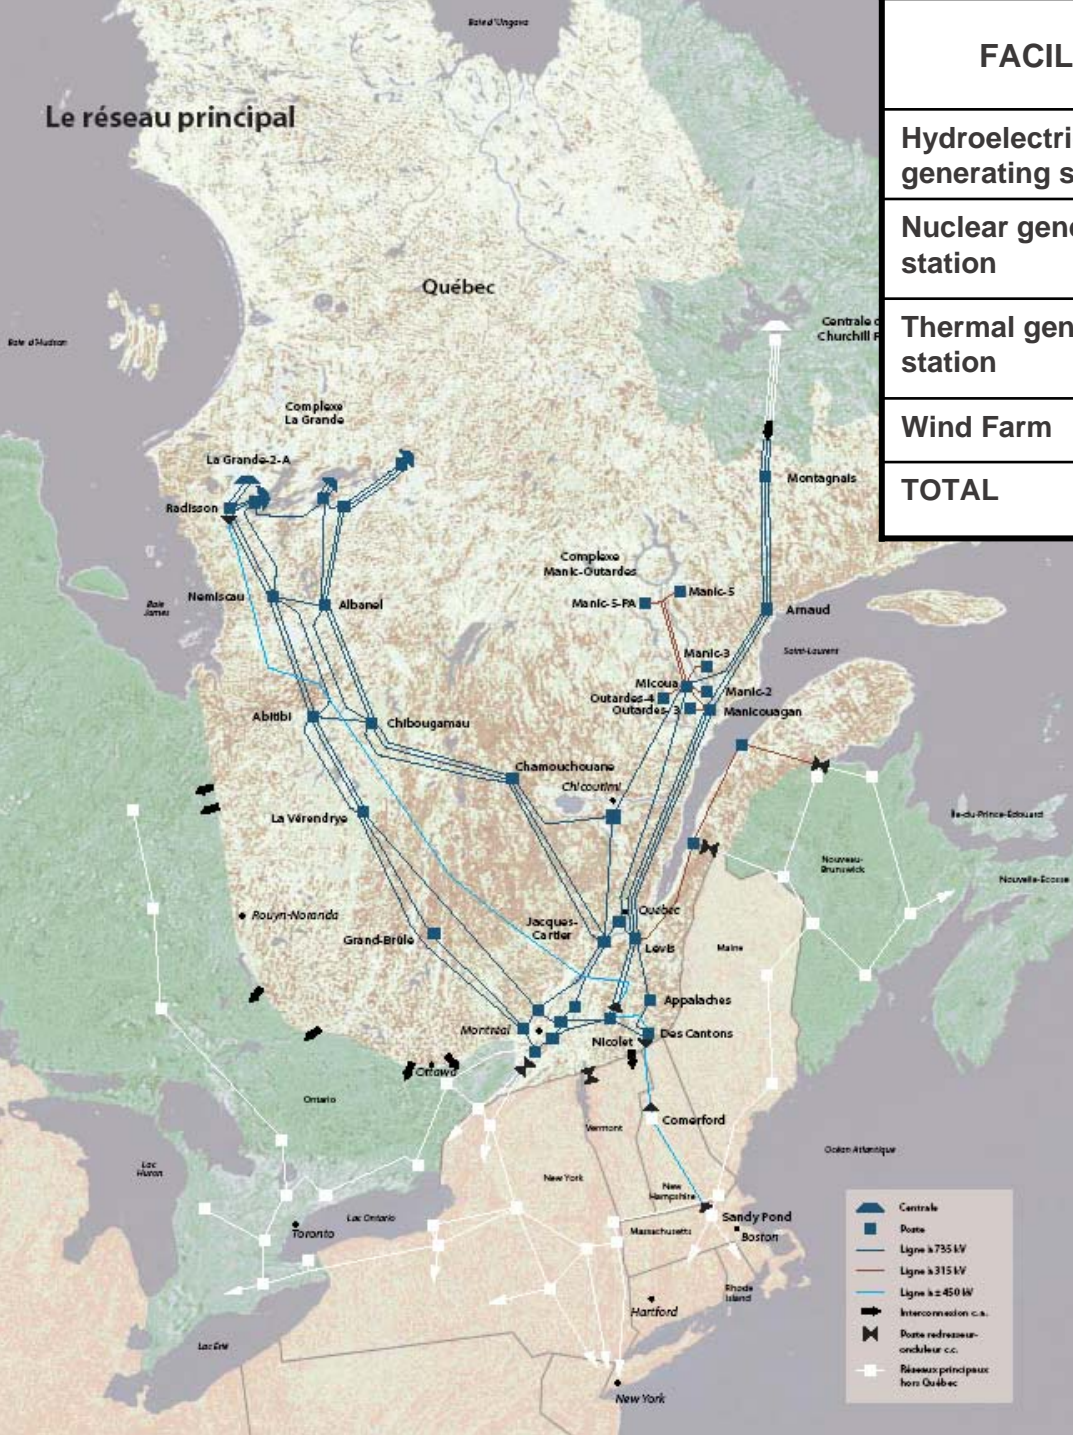 Baie d'Ungava
FACIL
Le réseau principal
Hydroelectri
generating s
Nuclear gene
station
Québec
Centrale
Churchill F
Thermal gen
station
Baie d'Hudson
Complexe
La Grande
Wind Farm
La Grande-2-A
Montagnais
TOTAL
Radisson
Complexe
Manic-Outardes
Nemiscau
Albanel
Manic-5
Manic-5-PA
Baie
James
Arnaud
Saint-Laurent
Manic-3
Micoua
Manic-2
Outardes-4
Outardes-3
Manicouagan
Abitibi
Chibougamau
Chamouchouane
Chicoutimi
La Vérendrye
Île-du-Prince-Édouard
Nouveau-
Brunswick
Nouvelle-Écosse
Rouyn-Noranda
Québec
Jacques-
Cartier
Grand-Brûlé
Lévis
Maine
Appalaches
Montréal
Nicolet
Des Cantons
Ottawa
Ontario
Comerford
Vermont
Océan Atlantique
Lac
Huron
New York
New
Hampshire
Toronto
Lac Ontario
Sandy Pond
Massachusetts
Boston
Rhode
Island
Hartford
Lac Érié
New York
Centrale
Poste
Ligne à 735 kV
Ligne à 315 kV
Ligne à ± 450 kV
Interconnexion c.a.
Poste redresseur-
onduleur c.c.
Réseaux principaux
hors Québec